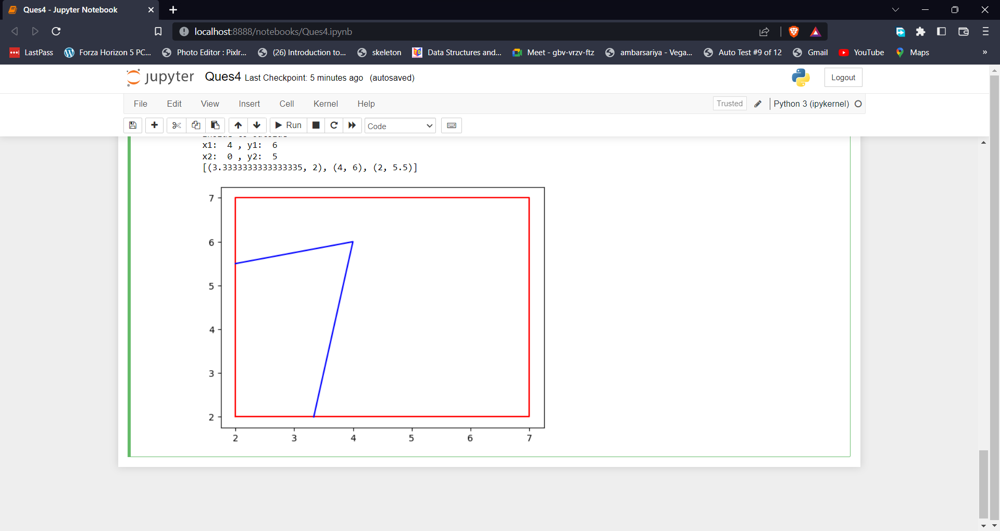 Ques4 - Jupyter Notebook
localhost:8888/notebooks/Ques4.ipynb
LastPass Forza Horizon 5 PC... Photo Editor : Pixlr... (26) Introduction to... skeleton Data Structures and... Meet - gbv-vrzv-ftz ambarsariya - Vega... Auto Test #9 of 12 Gmail YouTube Maps »
jupyter Ques4 Last Checkpoint: 5 minutes ago (autosaved) Logout
File Edit View Insert Cell Kernel Help Trusted Python 3 (ipykernel)
Run Code
x1: 4 , y1: 6
x2: 0 , y2: 5
[(3.3333333333333335, 2), (4, 6), (2, 5.5)]
7
6
5
4
3
2
2 3 4 5 6 7